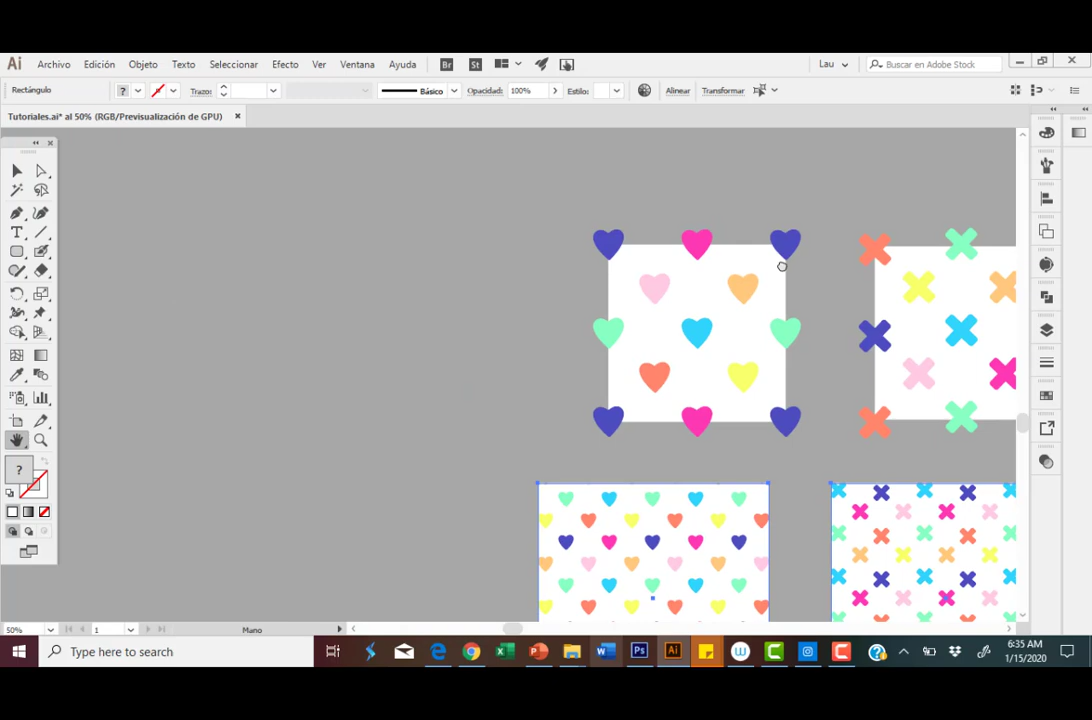 Ai Archivo Edición Objeto Texto Seleccionar Efecto Ver Ventana Ayuda Br St Lau Buscar en Adobe Stock
Rectángulo ? Trazo: Básico Opacidad: 100% Estilo: Alinear Transformar
Tutoriales.ai* al 50% (RGB/Previsualización de GPU) ×
T
?
50% 1 Mano
Type here to search Ps Ai 6:35 AM
1/15/2020